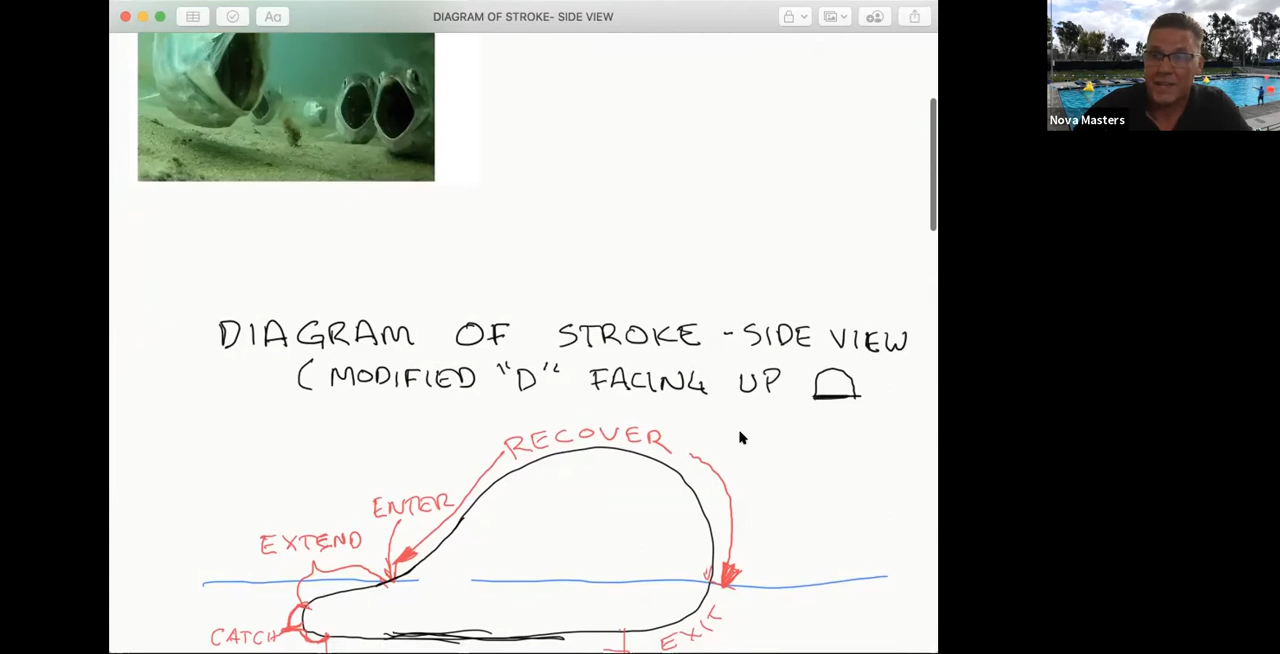 DIAGRAM OF STROKE- SIDE VIEW
Aa
Nova Masters
DIAGRAM OF STROKE - SIDE VIEW
( MODIFIED "D" FACING UP
RECOVER
ENTER
EXTEND
CATCH
EXIT